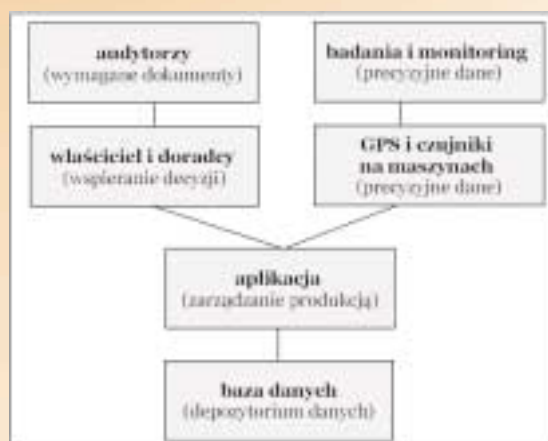 audytorzy
(wymagane dokumenty)
badania i monitoring
(precyzyjne dane)
właściciel i doradcy
(wspieranie decyzji)
GPS i czujniki
na maszynach
(precyzyjne dane)
aplikacja
(zarządzanie produkcją)
baza danych
(depozytorium danych)